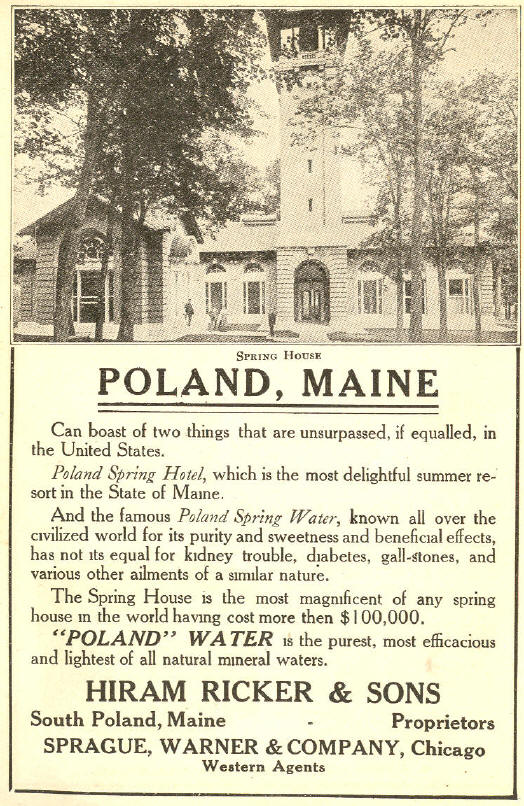 SPRING HOUSE
POLAND, MAINE
Can boast of two things that are unsurpassed, if equalled, in
the United States.
Poland Spring Hotel, which is the most delightful summer re-
sort in the State of Maine.
And the famous Poland Spring Water, known all over the
civilized world for its purity and sweetness and beneficial effects,
has not its equal for kidney trouble, diabetes, gall-stones, and
various other ailments of a similar nature.
The Spring House is the most magnificent of any spring
house in the world having cost more then $100,000.
"POLAND" WATER is the purest, most efficacious
and lightest of all natural mineral waters.
HIRAM RICKER & SONS
South Poland, Maine - Proprietors
SPRAGUE, WARNER & COMPANY, Chicago
Western Agents